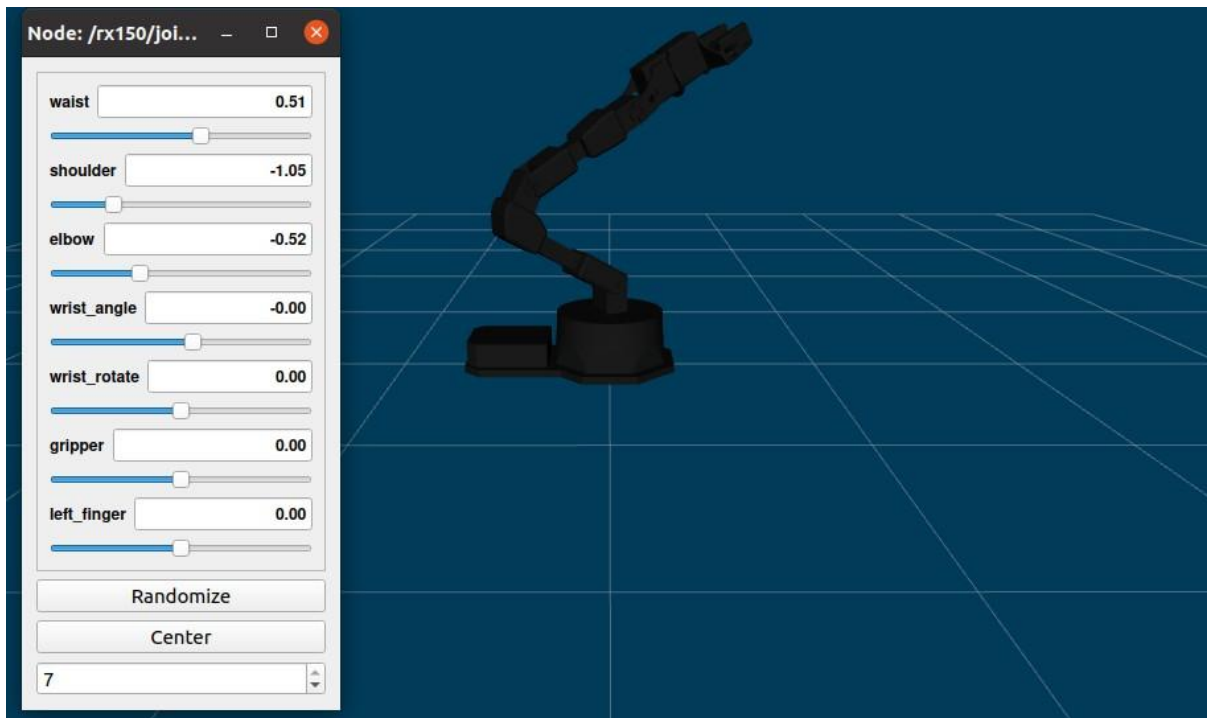 Node: /rx150/joi...
waist 0.51
shoulder -1.05
elbow -0.52
wrist_angle -0.00
wrist_rotate 0.00
gripper 0.00
left_finger 0.00
Randomize
Center
7